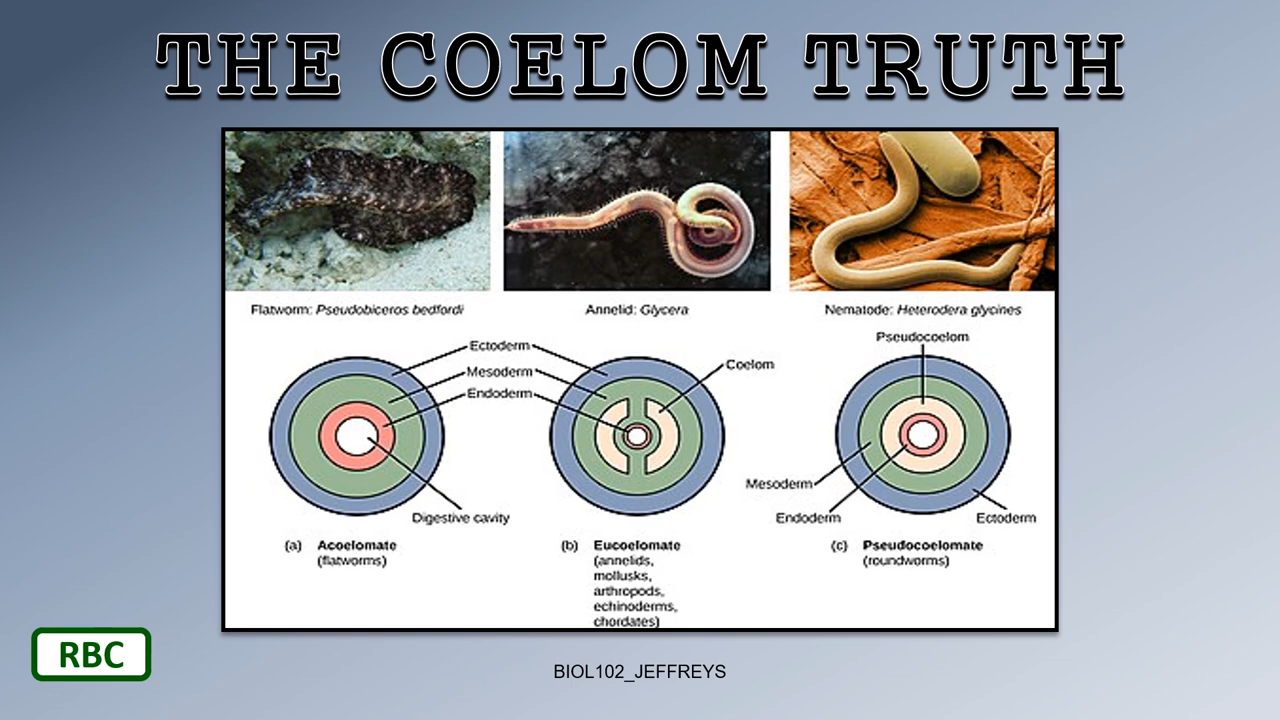 THE COELOM TRUTH
Flatworm: Pseudobiceros bedfordi
Annelid: Glycera
Nematode: Heterodera glycines
Pseudocoelom
Ectoderm
Mesoderm
Endoderm
Coelom
Digestive cavity
Mesoderm
Endoderm
Ectoderm
(a) Acoelomate
(flatworms)
(b) Eucoelomate
(annelids,
mollusks,
arthropods,
echinoderms,
chordates)
(c) Pseudocoelomate
(roundworms)
RBC
BIOL102_JEFFREYS